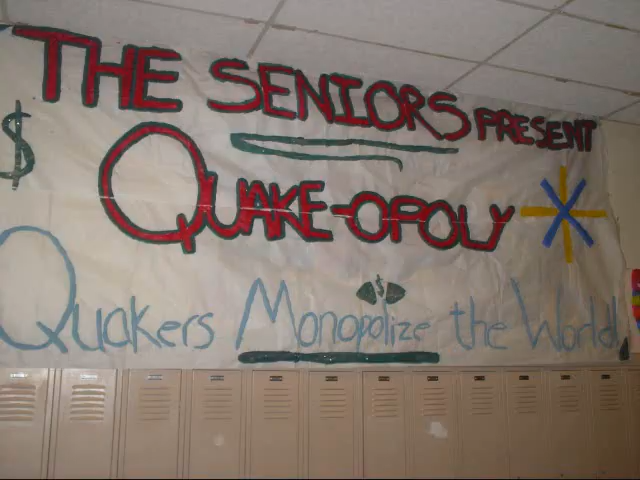 THE SENIORS PRESENT
$
QUAKE-OPOLY
$
Quakers Monopolize the World!